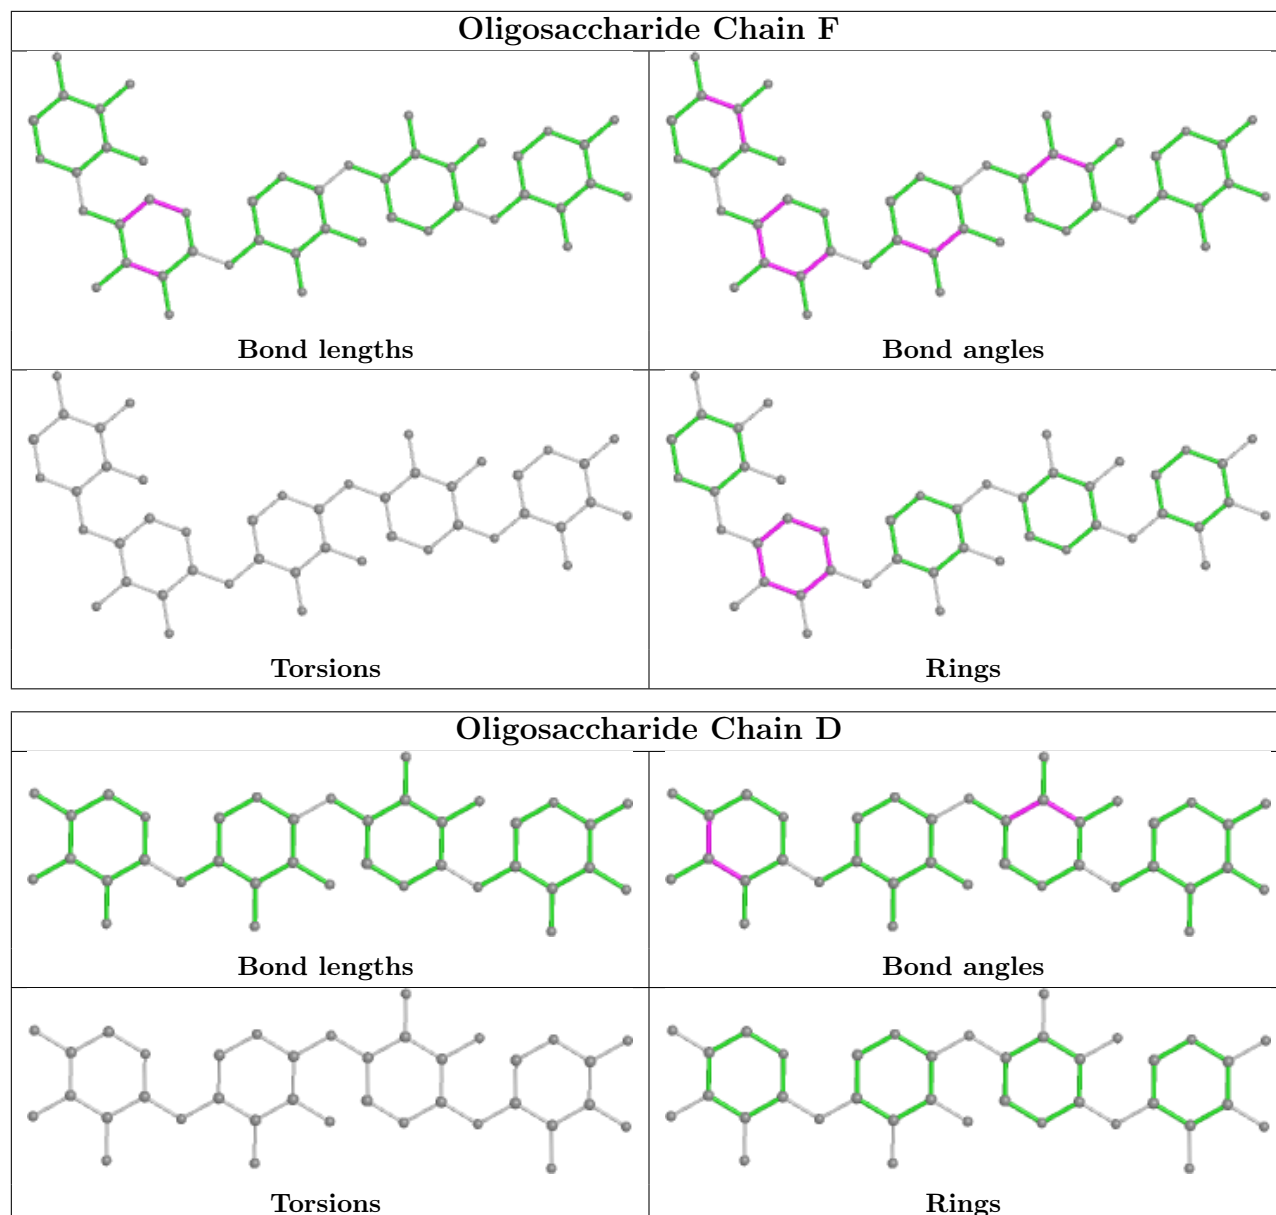 Oligosaccharide Chain F
Bond lengths
Bond angles
Torsions
Rings
Oligosaccharide Chain D
Bond lengths
Bond angles
Torsions
Rings